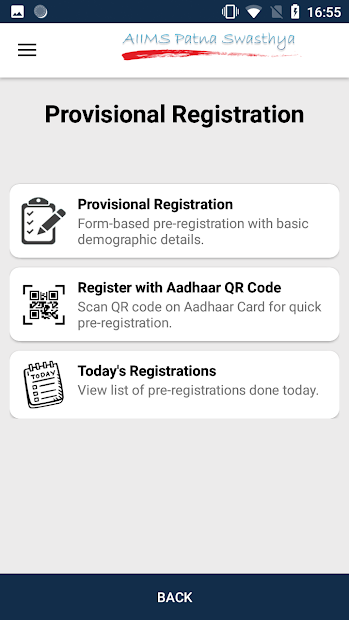 16:55
AIIMS Patna Swasthya
Provisional Registration
Provisional Registration
Form-based pre-registration with basic
demographic details.
Register with Aadhaar QR Code
Scan QR code on Aadhaar Card for quick
pre-registration.
TODAY
Today's Registrations
View list of pre-registrations done today.
BACK